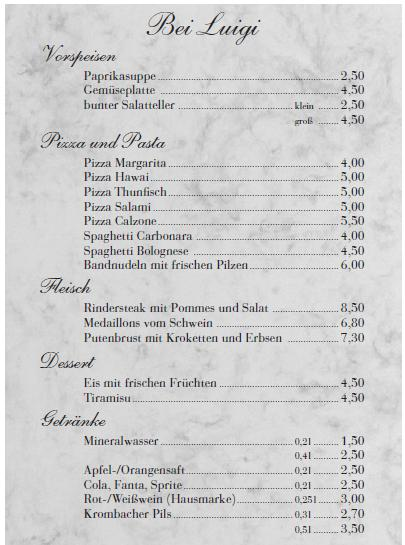 Bei Luigi
Vorspeisen
Paprikasuppe 2,50
Gemüseplatte 4,50
bunter Salatteller klein 2,50
groß 4,50
Pizza und Pasta
Pizza Margarita 4,00
Pizza Hawai 5,00
Pizza Thunfisch 5,00
Pizza Salami 5,00
Pizza Calzone 5,50
Spaghetti Carbonara 4,00
Spaghetti Bolognese 4,50
Bandnudeln mit frischen Pilzen 6,00
Fleisch
Rindersteak mit Pommes und Salat 8,50
Medaillons vom Schwein 6,80
Putenbrust mit Kroketten und Erbsen 7,30
Dessert
Eis mit frischen Früchten 4,50
Tiramisu 4,50
Getränke
Mineralwasser 0,2l 1,50
0,4l 2,50
Apfel-/Orangensaft 0,2l 2,50
Cola, Fanta, Sprite 0,2l 2,50
Rot-/Weißwein (Hausmarke) 0,25l 3,00
Krombacher Pils 0,3l 2,70
0,5l 3,50